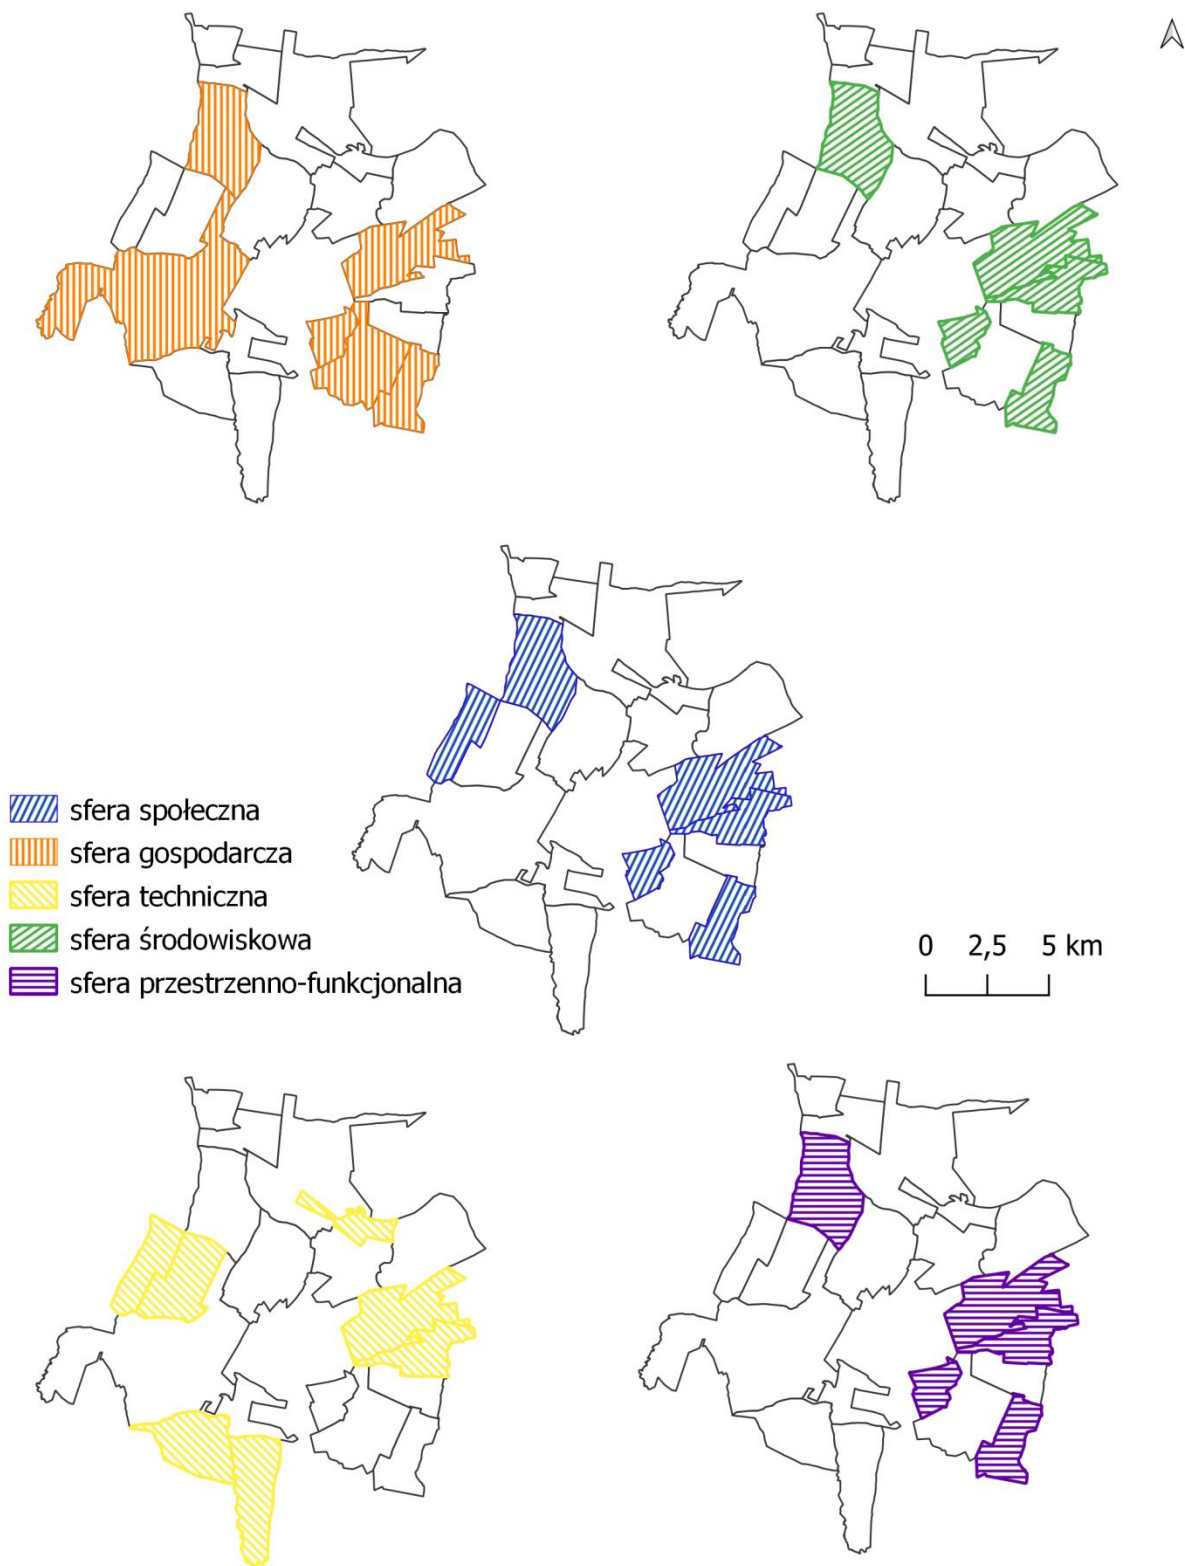 sfera społeczna
sfera gospodarcza
sfera techniczna
sfera środowiskowa
sfera przestrzenno-funkcjonalna
0 2,5 5 km